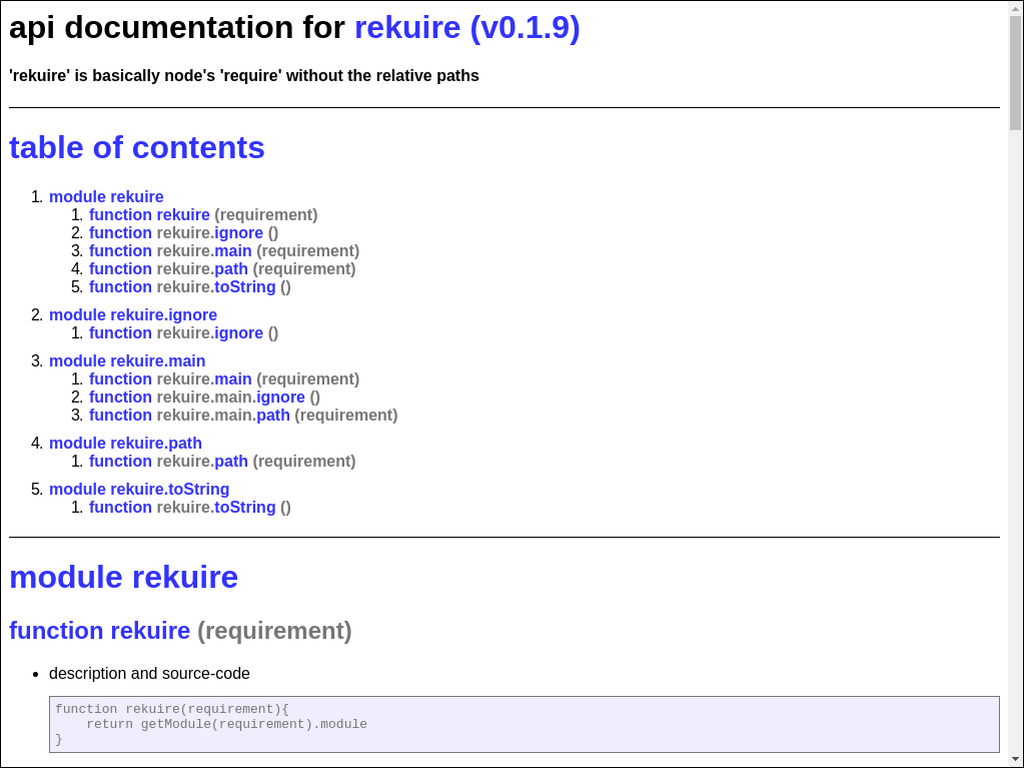 api documentation for rekuire (v0.1.9)
'rekuire' is basically node's 'require' without the relative paths
table of contents
1. module rekuire
1. function rekuire (requirement)
2. function rekuire.ignore ()
3. function rekuire.main (requirement)
4. function rekuire.path (requirement)
5. function rekuire.toString ()
2. module rekuire.ignore
1. function rekuire.ignore ()
3. module rekuire.main
1. function rekuire.main (requirement)
2. function rekuire.main.ignore ()
3. function rekuire.main.path (requirement)
4. module rekuire.path
1. function rekuire.path (requirement)
5. module rekuire.toString
1. function rekuire.toString ()
module rekuire
function rekuire (requirement)
• description and source-code
function rekuire(requirement){
    return getModule(requirement).module
}